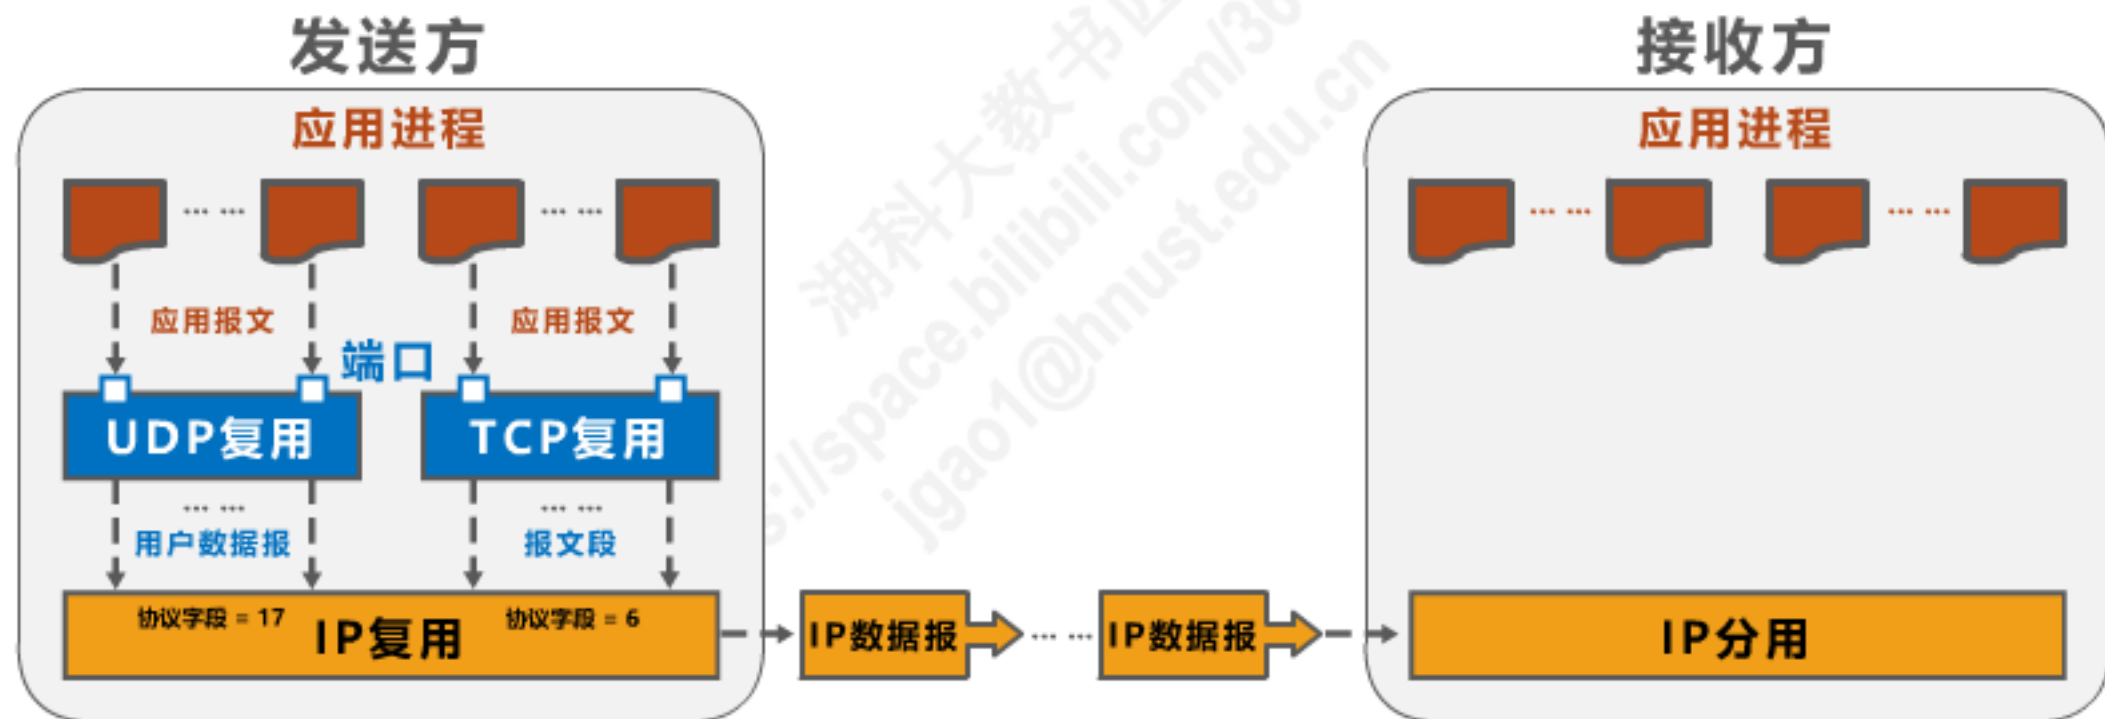 发送方
接收方
应用进程
应用进程
… …
… …
… …
… …
应用报文
应用报文
端口
UDP复用
TCP复用
… …
… …
用户数据报
报文段
协议字段 = 17
IP复用
协议字段 = 6
IP数据报
… …
IP数据报
IP分用
湖科大教书匠
s://space.bilibili.com/36
jgao1@hnust.edu.cn